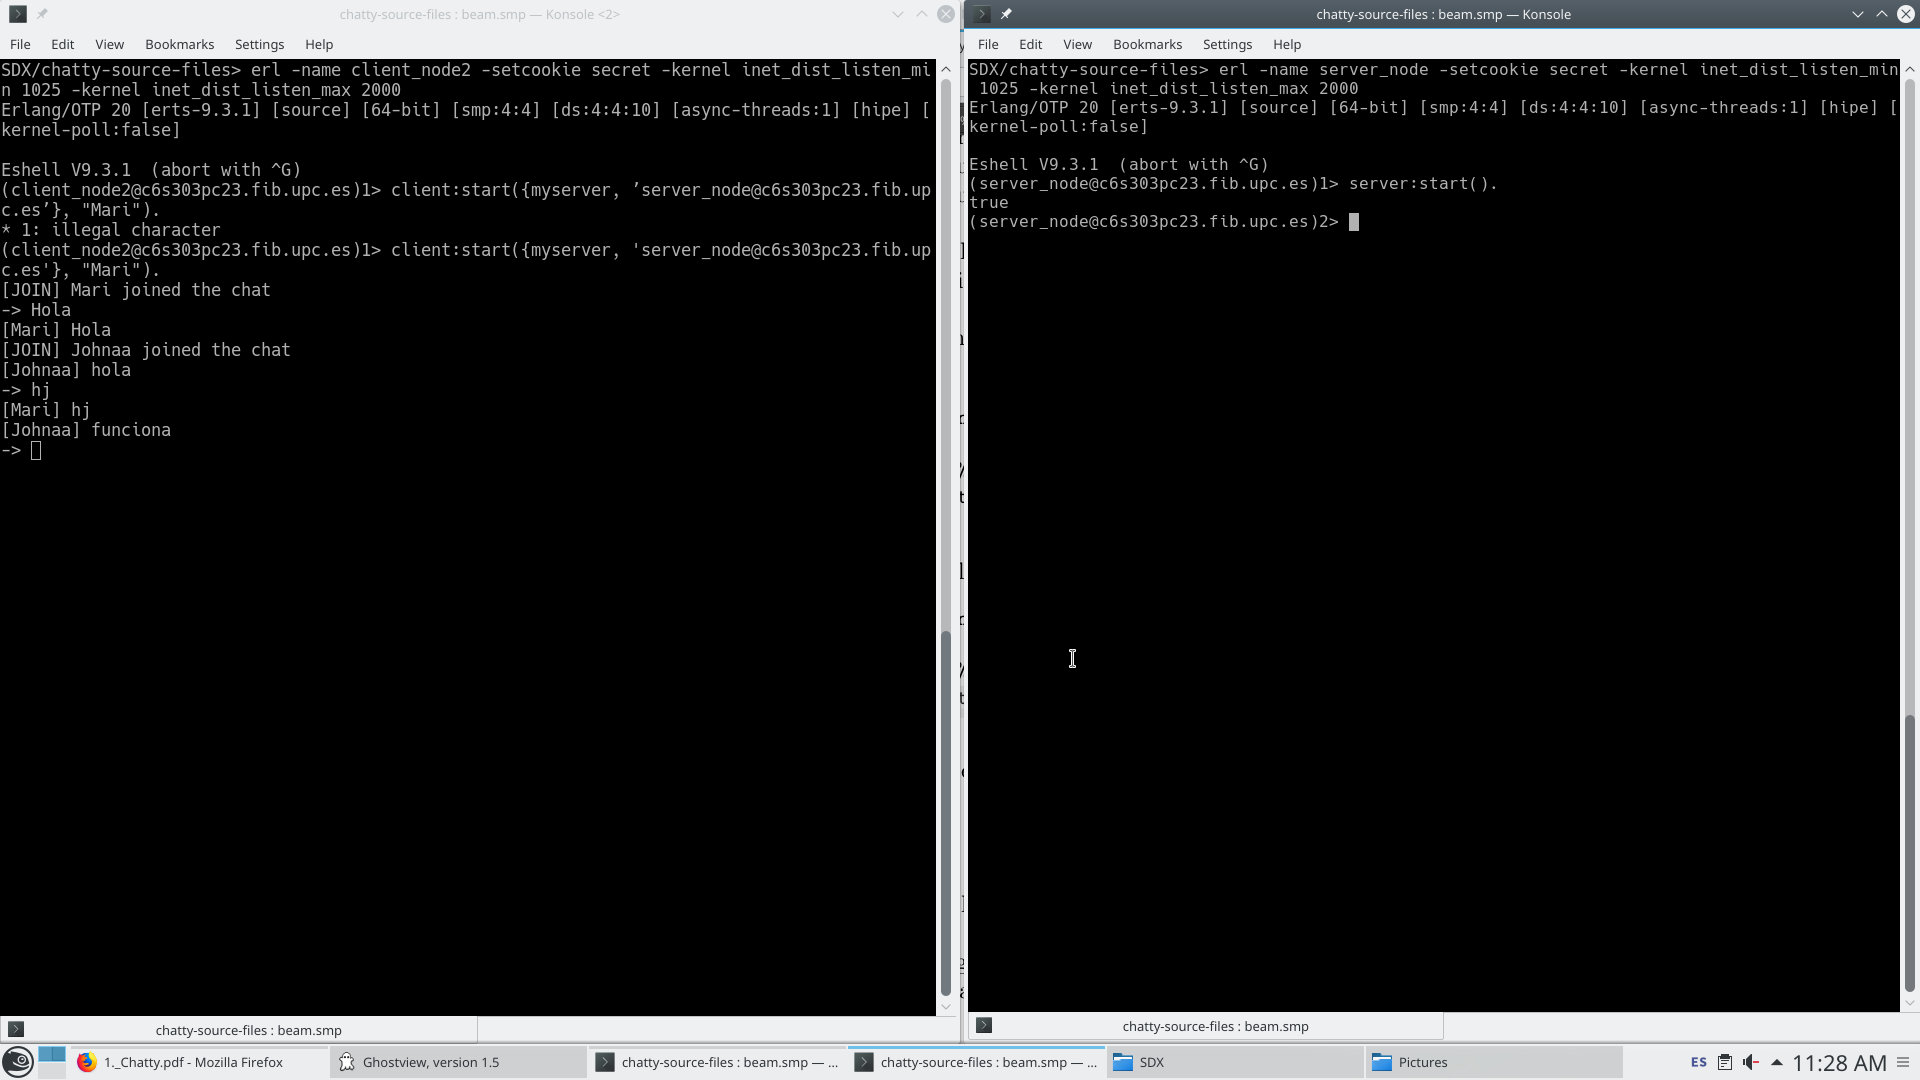 chatty-source-files : beam.smp — Konsole <2>
File Edit View Bookmarks Settings Help
SDX/chatty-source-files> erl -name client_node2 -setcookie secret -kernel inet_dist_listen_mi
n 1025 -kernel inet_dist_listen_max 2000
Erlang/OTP 20 [erts-9.3.1] [source] [64-bit] [smp:4:4] [ds:4:4:10] [async-threads:1] [hipe] [
kernel-poll:false]
Eshell V9.3.1  (abort with ^G)
(client_node2@c6s303pc23.fib.upc.es)1> client:start({myserver, ’server_node@c6s303pc23.fib.up
c.es’}, "Mari").
* 1: illegal character
(client_node2@c6s303pc23.fib.upc.es)1> client:start({myserver, 'server_node@c6s303pc23.fib.up
c.es'}, "Mari").
[JOIN] Mari joined the chat
-> Hola
[Mari] Hola
[JOIN] Johnaa joined the chat
[Johnaa] hola
-> hj
[Mari] hj
[Johnaa] funciona
->
chatty-source-files : beam.smp
chatty-source-files : beam.smp — Konsole
File Edit View Bookmarks Settings Help
SDX/chatty-source-files> erl -name server_node -setcookie secret -kernel inet_dist_listen_min
 1025 -kernel inet_dist_listen_max 2000
Erlang/OTP 20 [erts-9.3.1] [source] [64-bit] [smp:4:4] [ds:4:4:10] [async-threads:1] [hipe] [
kernel-poll:false]
Eshell V9.3.1  (abort with ^G)
(server_node@c6s303pc23.fib.upc.es)1> server:start().
true
(server_node@c6s303pc23.fib.upc.es)2>
chatty-source-files : beam.smp
1._Chatty.pdf - Mozilla Firefox
Ghostview, version 1.5
chatty-source-files : beam.smp — ...
chatty-source-files : beam.smp — ...
SDX
Pictures
ES
11:28 AM